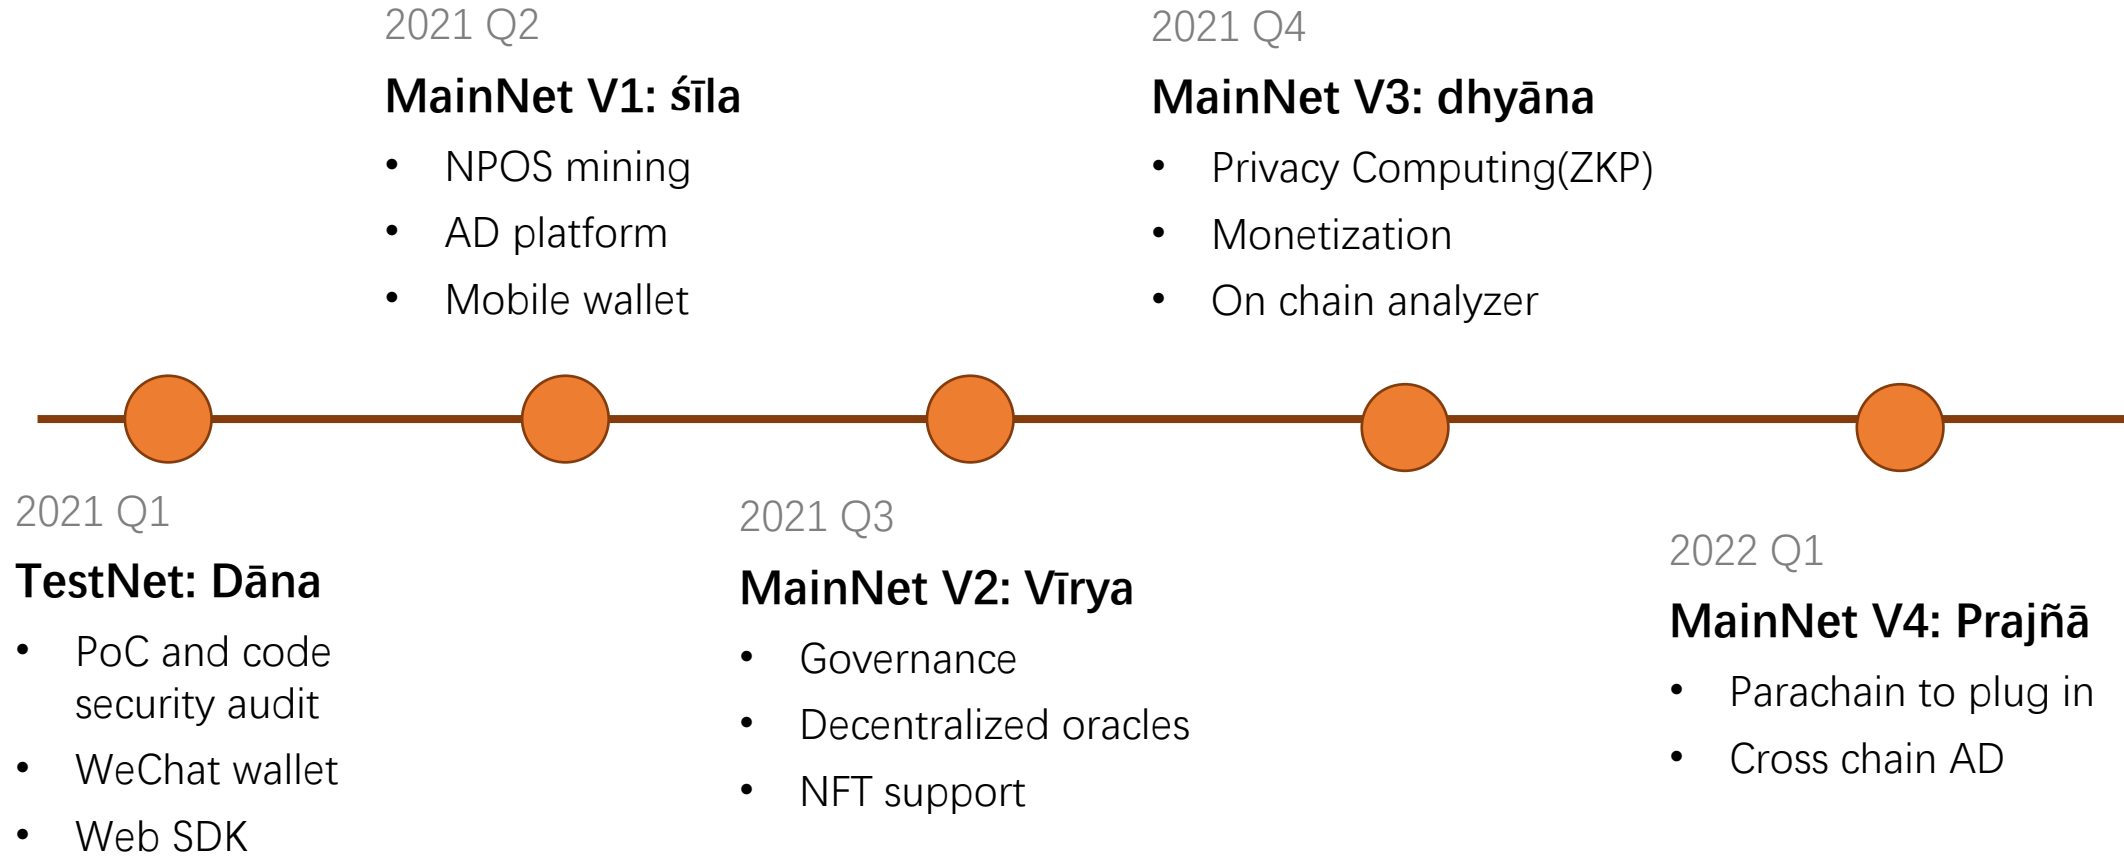 2021 Q1
TestNet: Dāna
• PoC and code
security audit
• WeChat wallet
• Web SDK
2021 Q2
MainNet V1: śīla
• NPOS mining
• AD platform
• Mobile wallet
2021 Q3
MainNet V2: Vīrya
• Governance
• Decentralized oracles
• NFT support
2021 Q4
MainNet V3: dhyāna
• Privacy Computing(ZKP)
• Monetization
• On chain analyzer
2022 Q1
MainNet V4: Prajñā
• Parachain to plug in
• Cross chain AD